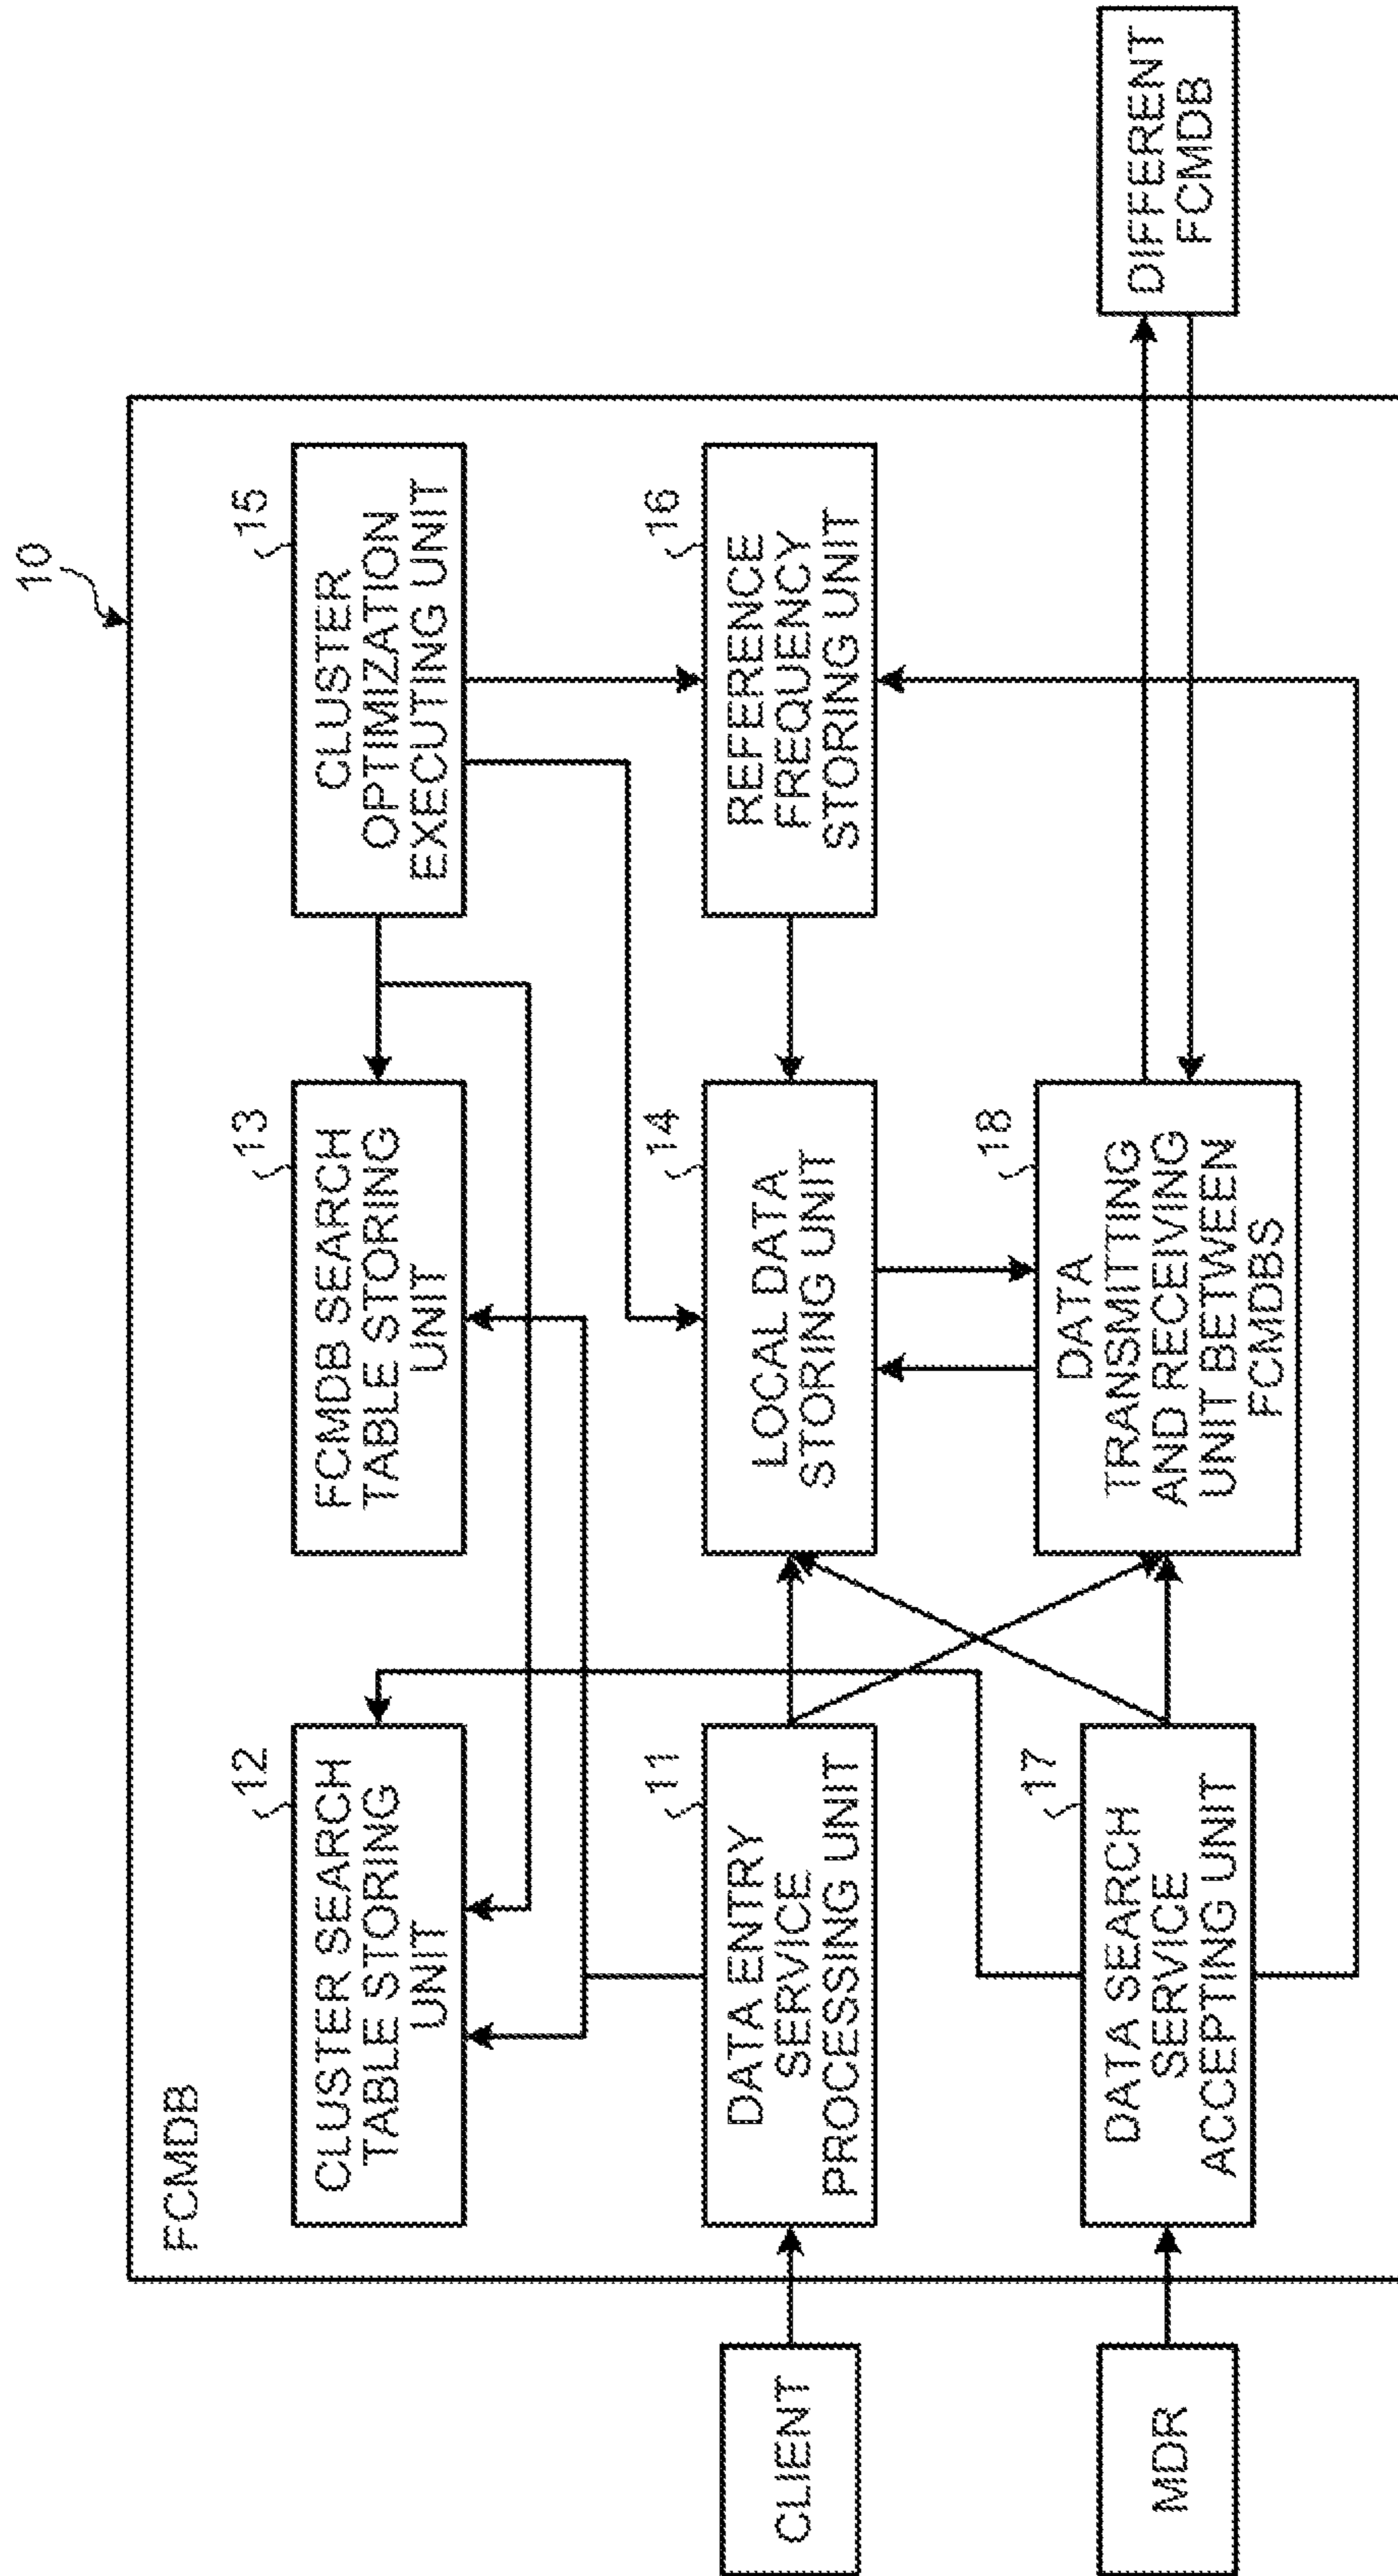 10
FCMDB
12
CLUSTER SEARCH
TABLE STORING
UNIT
13
FCMDB SEARCH
TABLE STORING
UNIT
15
CLUSTER
OPTIMIZATION
EXECUTING UNIT
CLIENT
11
DATA ENTRY
SERVICE
PROCESSING UNIT
14
LOCAL DATA
STORING UNIT
16
REFERENCE
FREQUENCY
STORING UNIT
MDR
17
DATA SEARCH
SERVICE
ACCEPTING UNIT
18
DATA
TRANSMITTING
AND RECEIVING
UNIT BETWEEN
FCMDBS
DIFFERENT
FCMDB